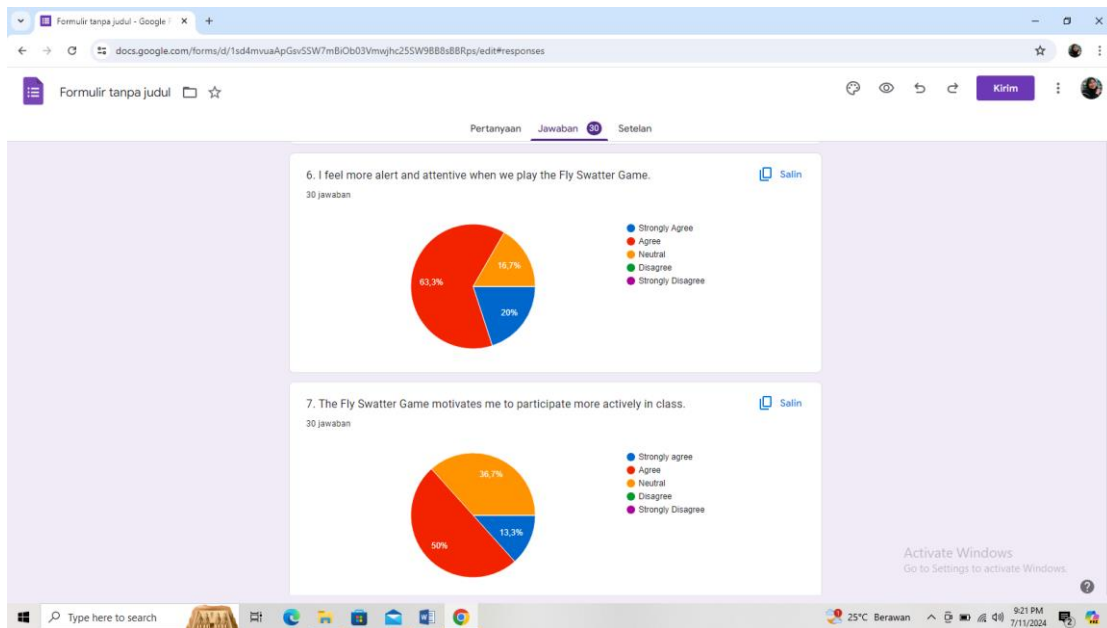 Formulir tanpa judul - Google F
docs.google.com/forms/d/1sd4mvuaApGsvSSW7mBiOb03Vmwjhc25SW9BB8sBBRps/edit#responses
Formulir tanpa judul
Kirim
Pertanyaan Jawaban 30 Setelan
6. I feel more alert and attentive when we play the Fly Swatter Game.
Salin
30 jawaban
Strongly Agree
Agree
Neutral
Disagree
Strongly Disagree
16,7%
63,3%
20%
7. The Fly Swatter Game motivates me to participate more actively in class.
Salin
30 jawaban
Strongly agree
Agree
Neutral
Disagree
Strongly Disagree
36,7%
13,3%
50%
Activate Windows
Go to Settings to activate Windows.
Type here to search
25°C Berawan
9:21 PM
7/11/2024